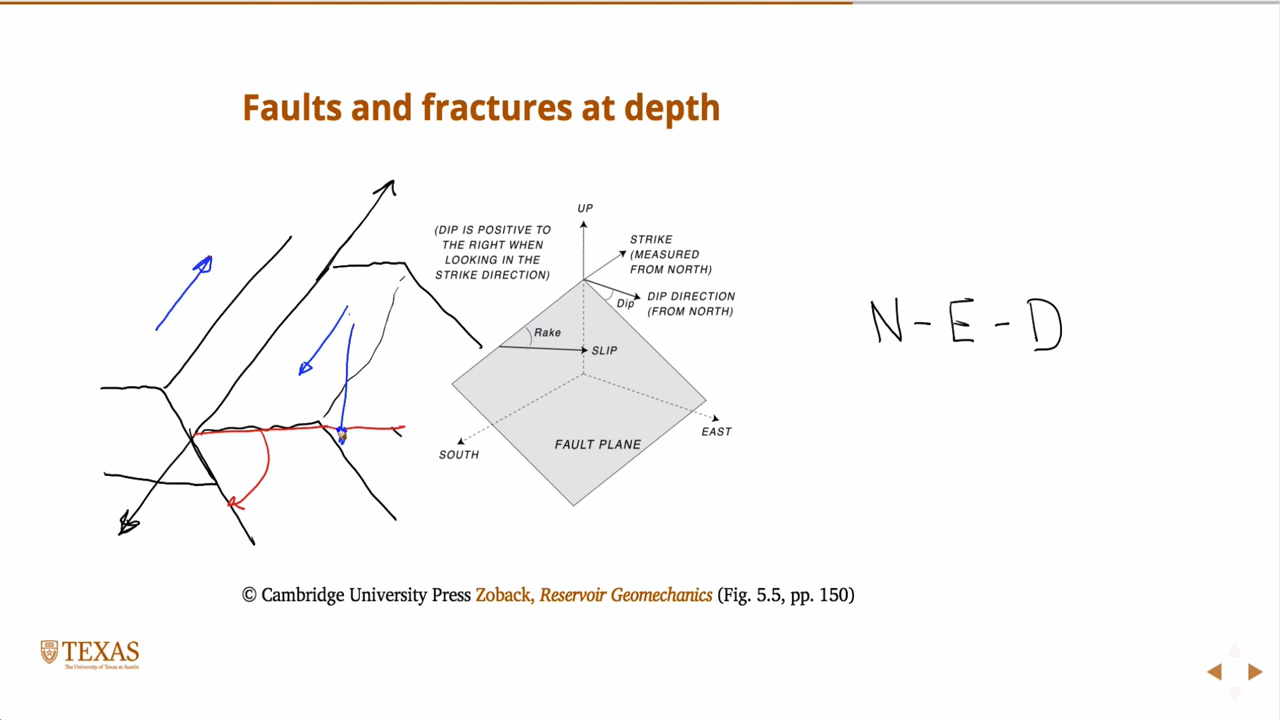 Faults and fractures at depth
UP
(DIP IS POSITIVE TO
THE RIGHT WHEN
LOOKING IN THE
STRIKE DIRECTION)
STRIKE
(MEASURED
FROM NORTH)
Dip
DIP DIRECTION
(FROM NORTH)
Rake
SLIP
N-E-D
EAST
SOUTH
FAULT PLANE
© Cambridge University Press Zoback, Reservoir Geomechanics (Fig. 5.5, pp. 150)
TEXAS
The University of Texas at Austin